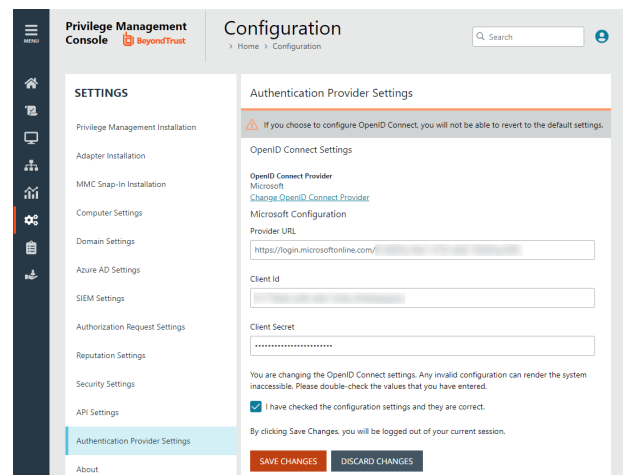 MENU
Privilege Management
Console BeyondTrust
Configuration
> Home > Configuration
Search
SETTINGS
Privilege Management Installation
Adapter Installation
MMC Snap-In Installation
Computer Settings
Domain Settings
Azure AD Settings
SIEM Settings
Authorization Request Settings
Reputation Settings
Security Settings
API Settings
Authentication Provider Settings
About
Authentication Provider Settings
If you choose to configure OpenID Connect, you will not be able to revert to the default settings.
OpenID Connect Settings
OpenID Connect Provider
Microsoft
Change OpenID Connect Provider
Microsoft Configuration
Provider URL
https://login.microsoftonline.com/
Client Id
Client Secret
You are changing the OpenID Connect settings. Any invalid configuration can render the system
inaccessible. Please double-check the values that you have entered.
I have checked the configuration settings and they are correct.
By clicking Save Changes, you will be logged out of your current session.
SAVE CHANGES
DISCARD CHANGES